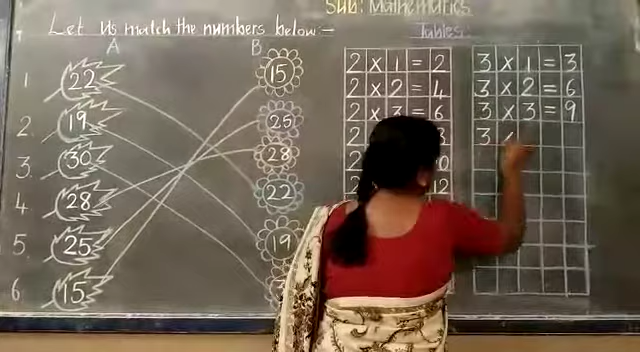 Sub: Mathematics
Let Us match the numbers below:-
Tables:
A B
1 22 15
2. 19 25
3. 30 28
4 28 22
5. 25 19
6 15
2 x 1 = 2
2 x 2 = 4
2 x 3 = 6
2
2
12
3 x 1 = 3
3 x 2 = 6
3 x 3 = 9
3